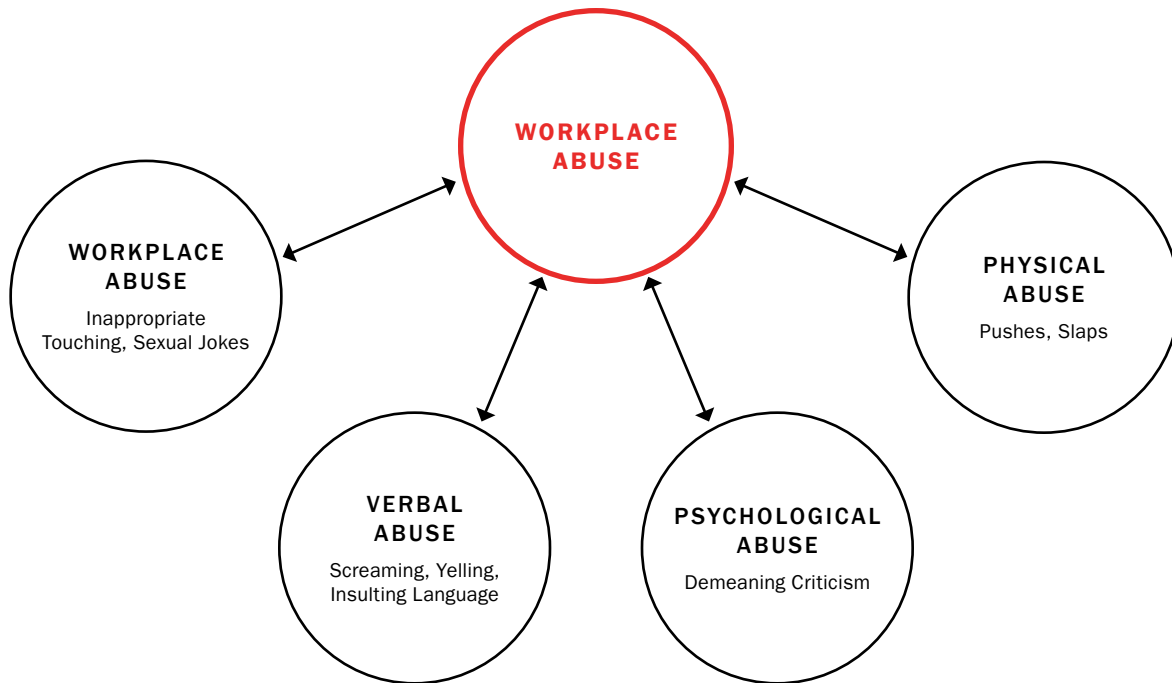 WORKPLACE
ABUSE
WORKPLACE
ABUSE
Inappropriate
Touching, Sexual Jokes
VERBAL
ABUSE
Screaming, Yelling,
Insulting Language
PSYCHOLOGICAL
ABUSE
Demeaning Criticism
PHYSICAL
ABUSE
Pushes, Slaps